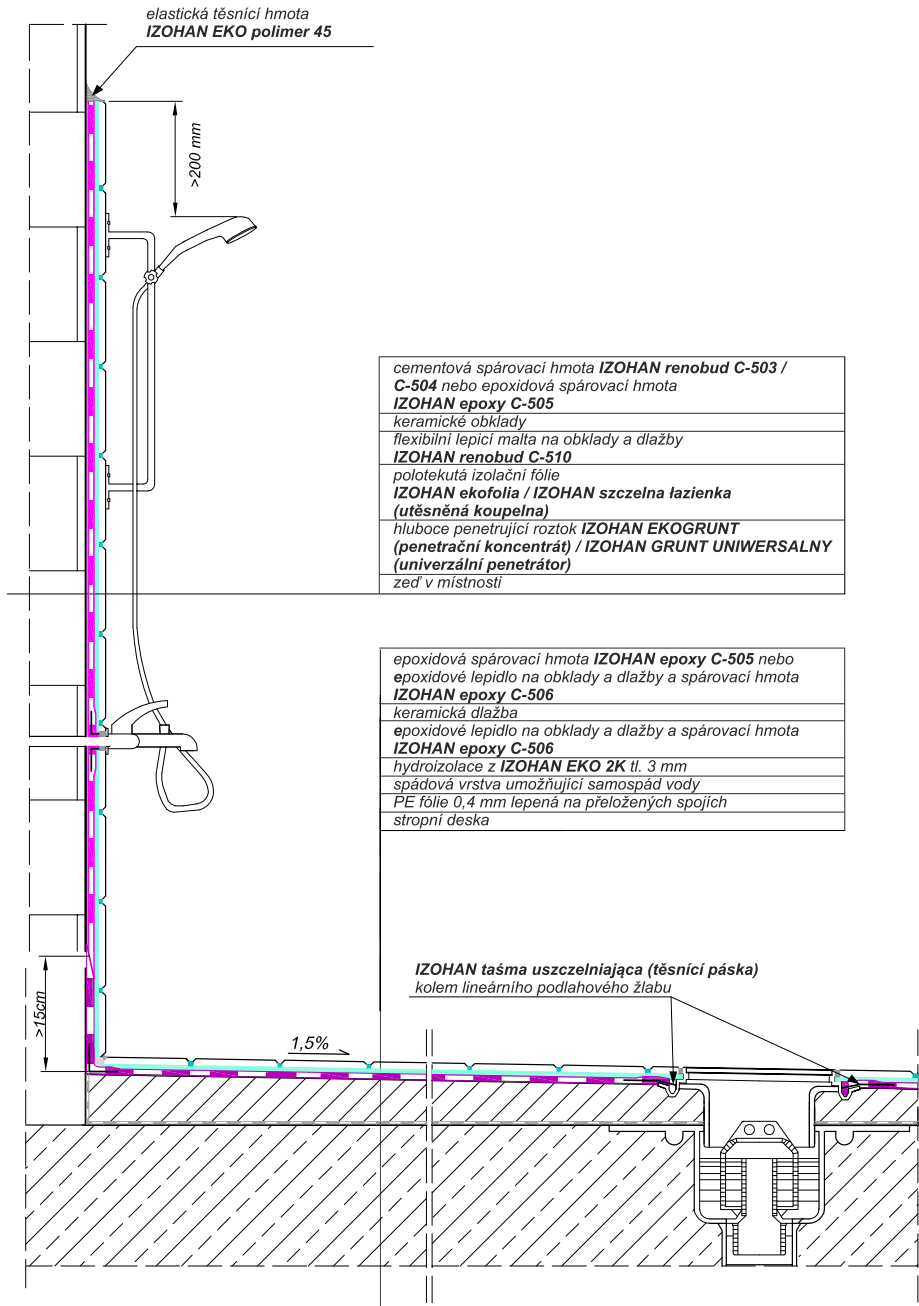 elastická těsnící hmota
IZOHAN EKO polimer 45
>200 mm
cementová spárovací hmota IZOHAN renobud C-503 /
C-504 nebo epoxidová spárovací hmota
IZOHAN epoxy C-505
keramické obklady
flexibilní lepicí malta na obklady a dlažby
IZOHAN renobud C-510
polotekutá izolační fólie
IZOHAN ekofolia / IZOHAN szczelna łazienka
(utěsněná koupelna)
hluboce penetrující roztok IZOHAN EKOGRUNT
(penetrační koncentrát) / IZOHAN GRUNT UNIWERSALNY
(univerzální penetrátor)
zeď v místnosti
epoxidová spárovací hmota IZOHAN epoxy C-505 nebo
epoxidové lepidlo na obklady a dlažby a spárovací hmota
IZOHAN epoxy C-506
keramická dlažba
epoxidové lepidlo na obklady a dlažby a spárovací hmota
IZOHAN epoxy C-506
hydroizolace z IZOHAN EKO 2K tl. 3 mm
spádová vrstva umožňující samospád vody
PE fólie 0,4 mm lepená na přeložených spojích
stropní deska
IZOHAN taśma uszczelniająca (těsnící páska)
kolem lineárního podlahového žlabu
>15cm
1,5%